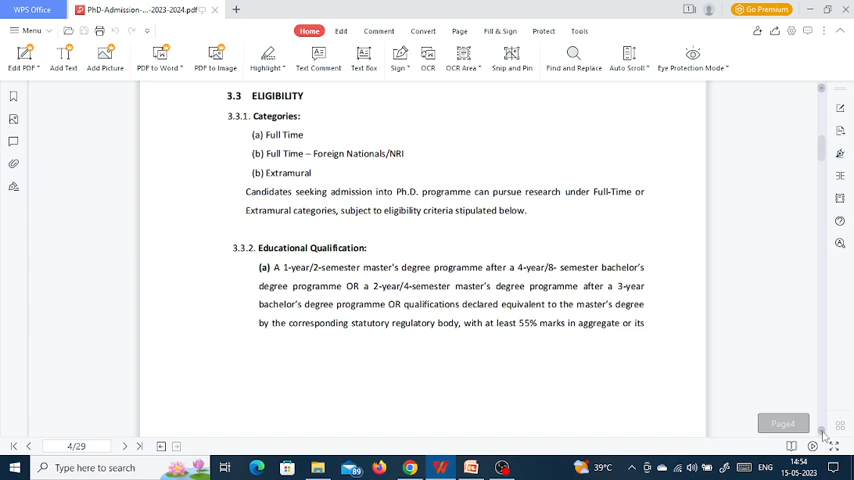 WPS Office
PhD-Admission-...-2023-2024.pdf
Go Premium
Menu
Home
Edit
Comment
Convert
Page
Fill & Sign
Protect
Tools
Edit PDF
Add Text
Add Picture
PDF to Word
PDF to Image
Highlight
Text Comment
Text Box
Sign
OCR
OCR Area
Snip and Pin
Find and Replace
Auto Scroll
Eye Protection Mode
3.3 ELIGIBILITY
3.3.1. Categories:
(a) Full Time
(b) Full Time – Foreign Nationals/NRI
(b) Extramural
Candidates seeking admission into Ph.D. programme can pursue research under Full-Time or
Extramural categories, subject to eligibility criteria stipulated below.
3.3.2. Educational Qualification:
(a) A 1-year/2-semester master's degree programme after a 4-year/8- semester bachelor's
degree programme OR a 2-year/4-semester master's degree programme after a 3-year
bachelor's degree programme OR qualifications declared equivalent to the master's degree
by the corresponding statutory regulatory body, with at least 55% marks in aggregate or its
Page4
4/29
Type here to search
89
39°C
ENG
14:54
15-05-2023